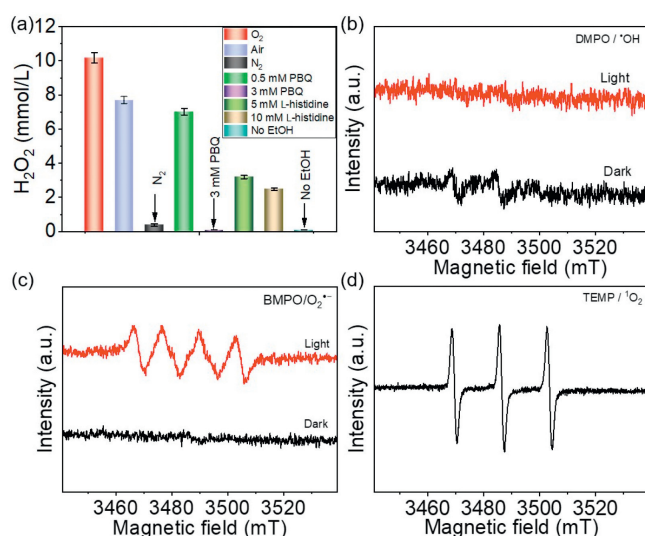 (a)
H₂O₂ (mmol/L)
12
10
8
6
4
2
0
O₂
Air
N₂
0.5 mM PBQ
3 mM PBQ
5 mM L-histidine
10 mM L-histidine
No EtOH
N₂
3 mM PBQ
No EtOH
(b)
DMPO / •OH
Light
Dark
Intensity (a.u.)
3460 3480 3500 3520
Magnetic field (mT)
(c)
BMPO/O₂•−
Light
Dark
Intensity (a.u.)
3460 3480 3500 3520
Magnetic field (mT)
(d)
TEMP / ¹O₂
Intensity (a.u.)
3460 3480 3500 3520
Magnetic field (mT)